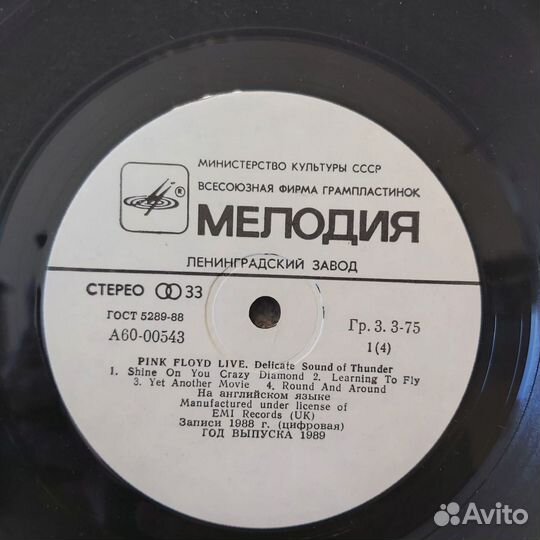 МИНИСТЕРСТВО КУЛЬТУРЫ СССР
ВСЕСОЮЗНАЯ ФИРМА ГРАМПЛАСТИНОК
®
МЕЛОДИЯ
ЛЕНИНГРАДСКИЙ ЗАВОД
СТЕРЕО 33
ГОСТ 5289-88
А60-00543
Гр. 3. 3-75
1(4)
PINK FLOYD LIVE. Delicate Sound of Thunder
1. Shine On You Crazy Diamond 2. Learning To Fly
3. Yet Another Movie 4. Round And Around
На английском языке
Manufactured under license of
EMI Records (UK)
Записи 1988 г. (цифровая)
ГОД ВЫПУСКА 1989
Avito